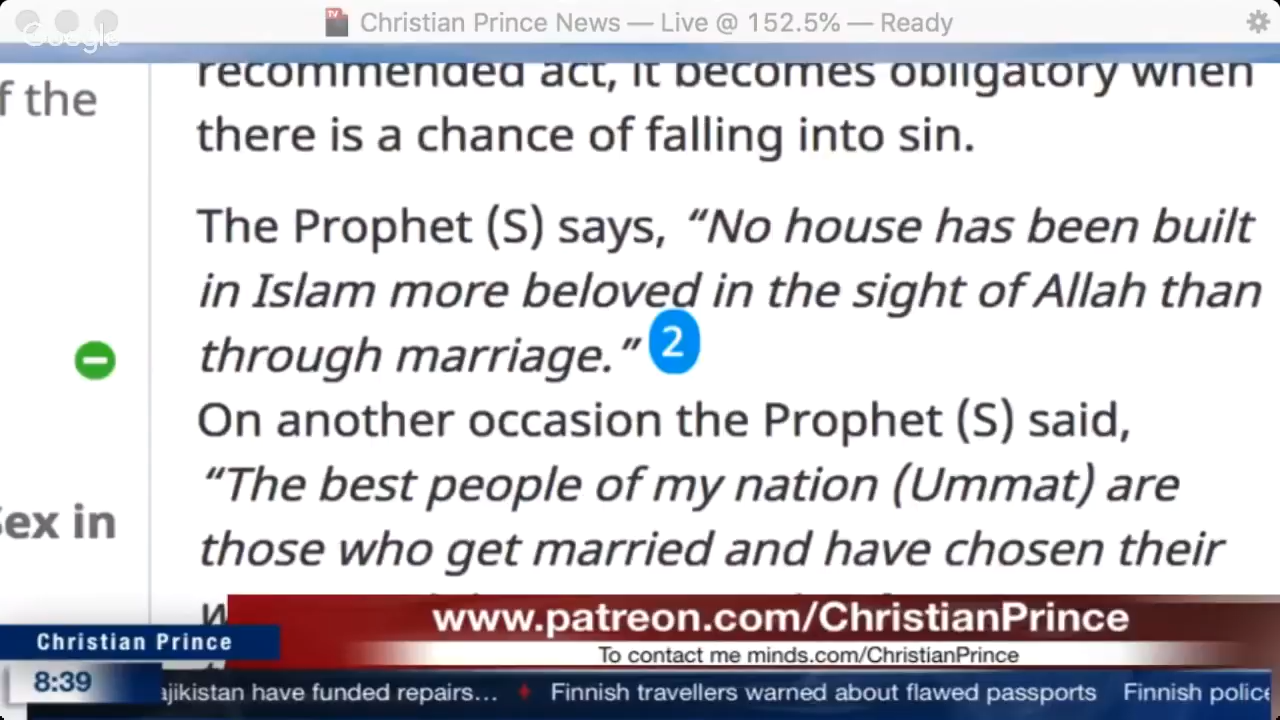 Christian Prince News — Live @ 152.5% — Ready
Google
f the
recommended act, it becomes obligatory when
there is a chance of falling into sin.
The Prophet (S) says, “No house has been built
in Islam more beloved in the sight of Allah than
through marriage.” 2
On another occasion the Prophet (S) said,
“The best people of my nation (Ummat) are
Sex in
those who get married and have chosen their
www.patreon.com/ChristianPrince
Christian Prince
To contact me minds.com/ChristianPrince
8:39
ajikistan have funded repairs... Finnish travellers warned about flawed passports Finnish police